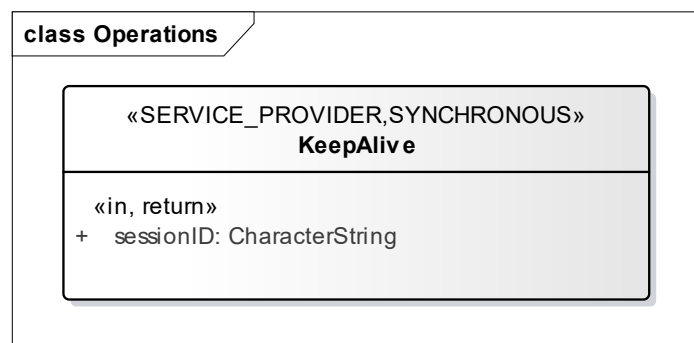 class Operations
«SERVICE_PROVIDER,SYNCHRONOUS»
KeepAlive
«in, return»
+ sessionID: CharacterString